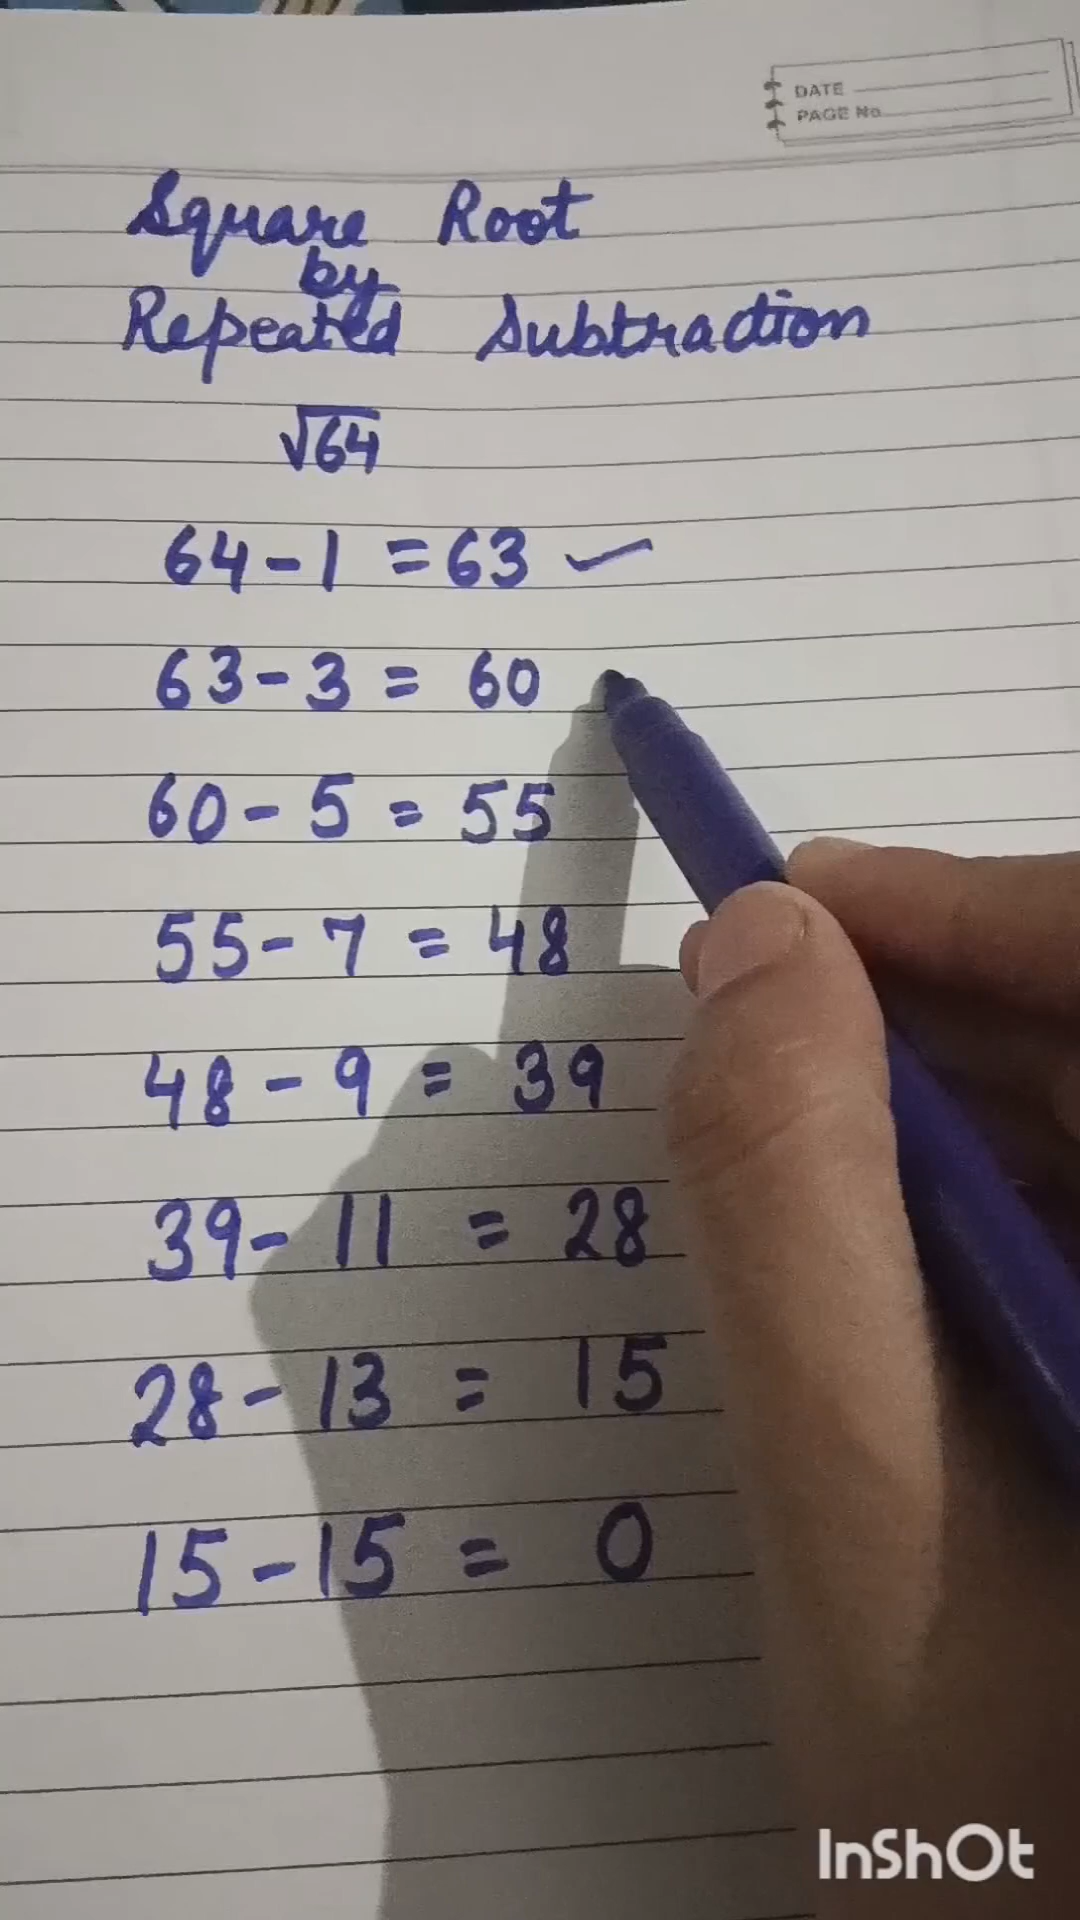 DATE
PAGE No.
Square Root
by
Repeated Subtraction
√64
64 - 1 = 63 ✓
63 - 3 = 60
60 - 5 = 55
55 - 7 = 48
48 - 9 = 39
39 - 11 = 28
28 - 13 = 15
15 - 15 = 0
InShOt